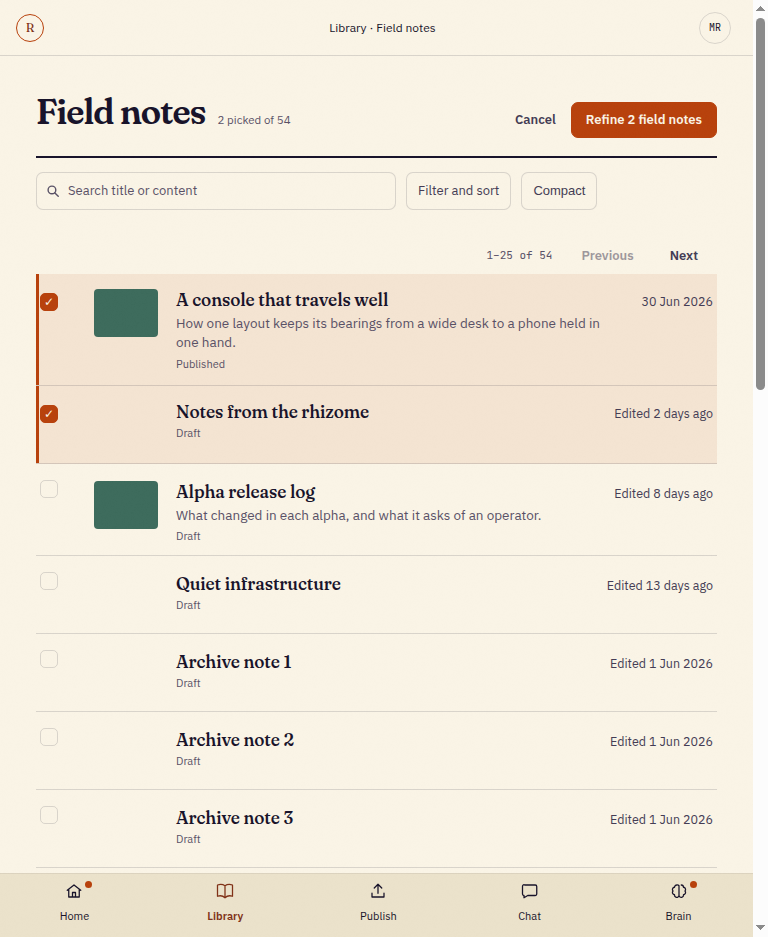 R
Library · Field notes
MR
Field notes
2 picked of 54
Cancel
Refine 2 field notes
Search title or content
Filter and sort
Compact
1–25 of 54
Previous
Next
A console that travels well
30 Jun 2026
How one layout keeps its bearings from a wide desk to a phone held in
one hand.
Published
Notes from the rhizome
Edited 2 days ago
Draft
Alpha release log
Edited 8 days ago
What changed in each alpha, and what it asks of an operator.
Draft
Quiet infrastructure
Edited 13 days ago
Draft
Archive note 1
Edited 1 Jun 2026
Draft
Archive note 2
Edited 1 Jun 2026
Draft
Archive note 3
Edited 1 Jun 2026
Draft
Home
Library
Publish
Chat
Brain